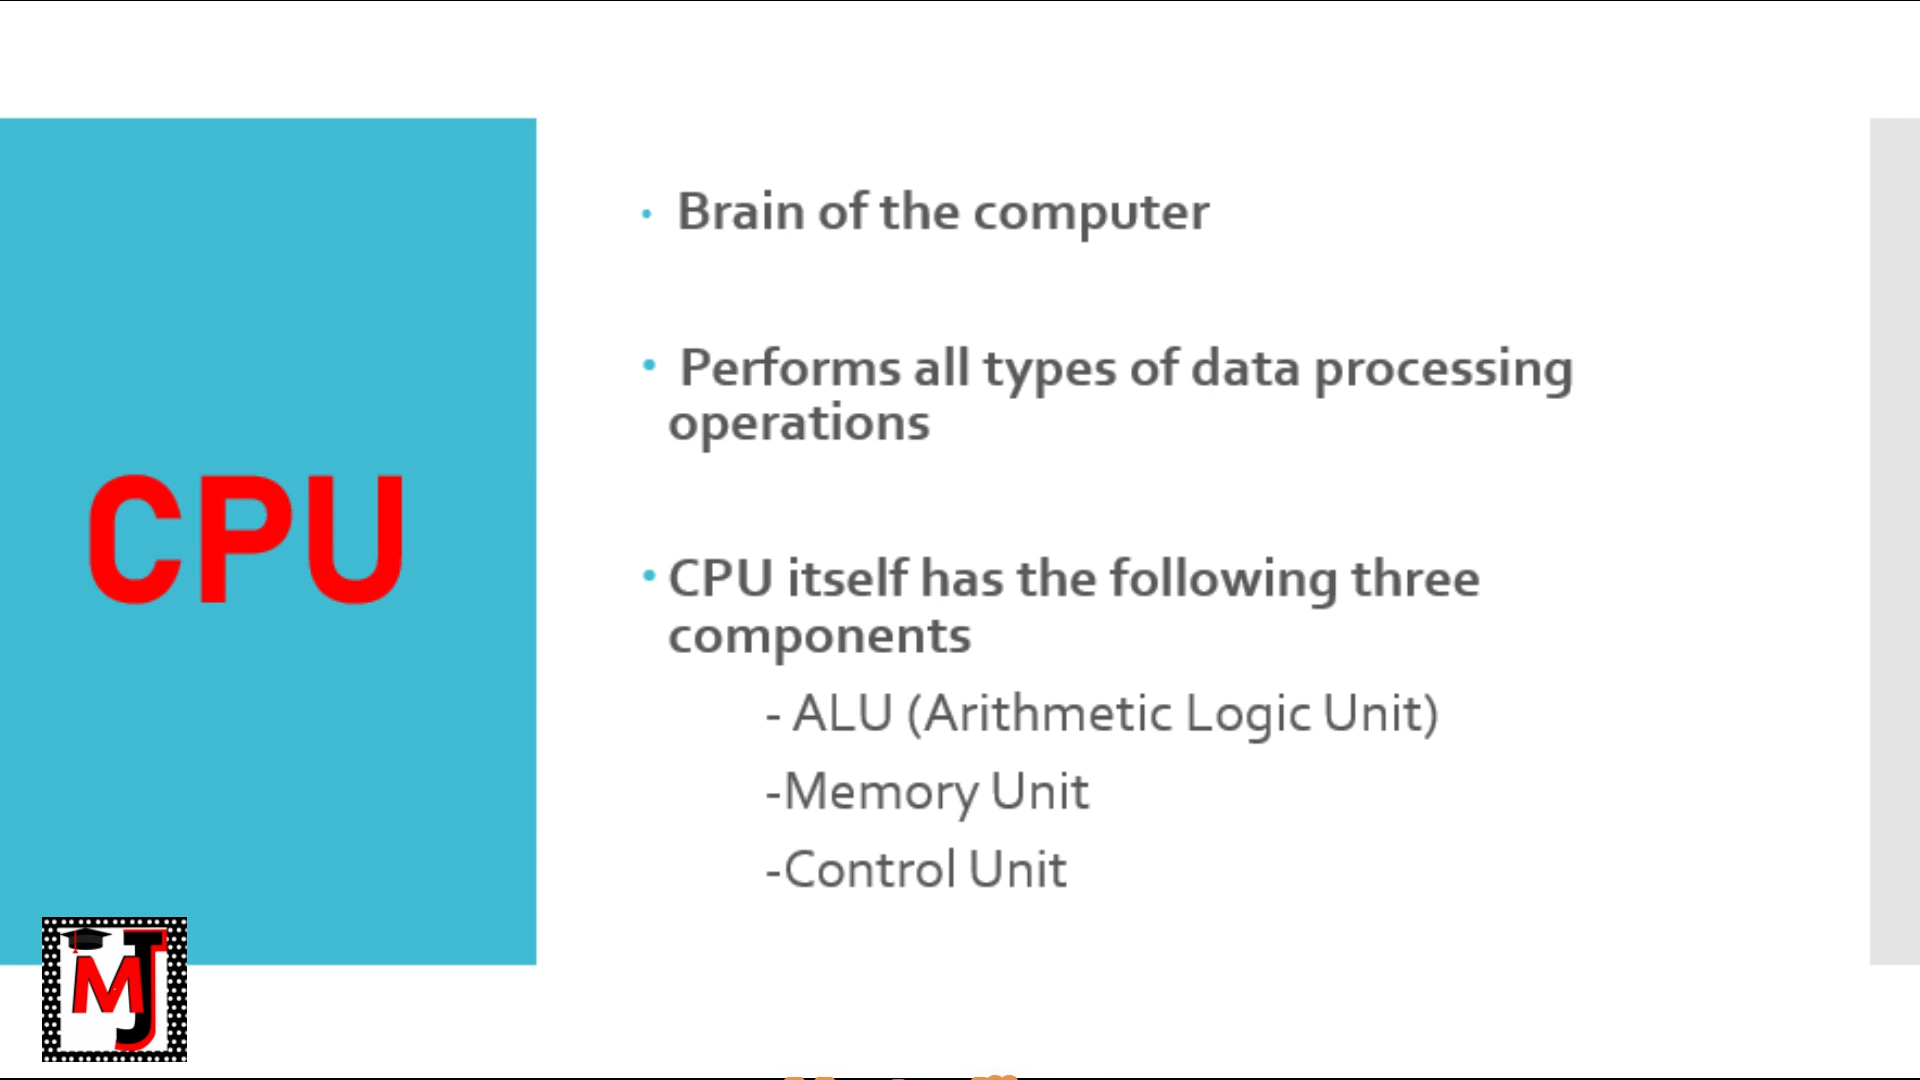 CPU
• Brain of the computer
• Performs all types of data processing
operations
• CPU itself has the following three
components
- ALU (Arithmetic Logic Unit)
-Memory Unit
-Control Unit
MJ